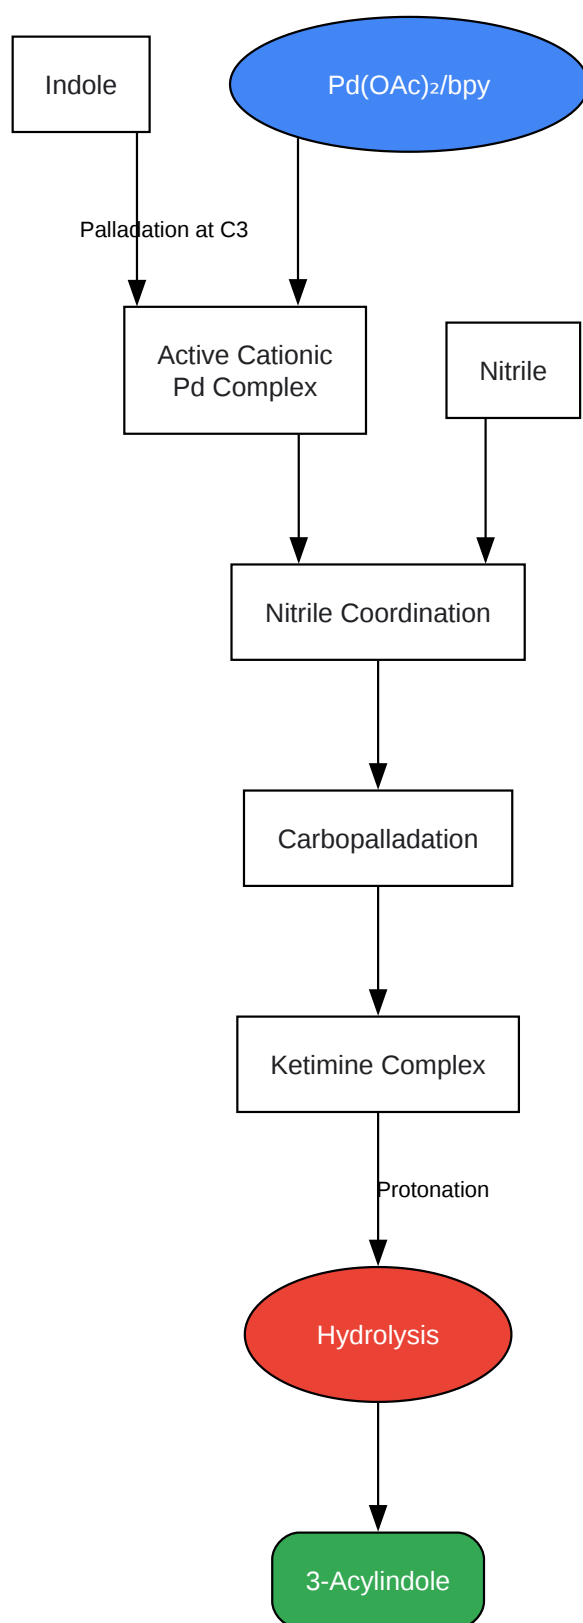 Indole
Pd(OAc)₂/bpy
Palladation at C3
Active Cationic
Pd Complex
Nitrile
Nitrile Coordination
Carbopalladation
Ketimine Complex
Protonation
Hydrolysis
3-Acylindole